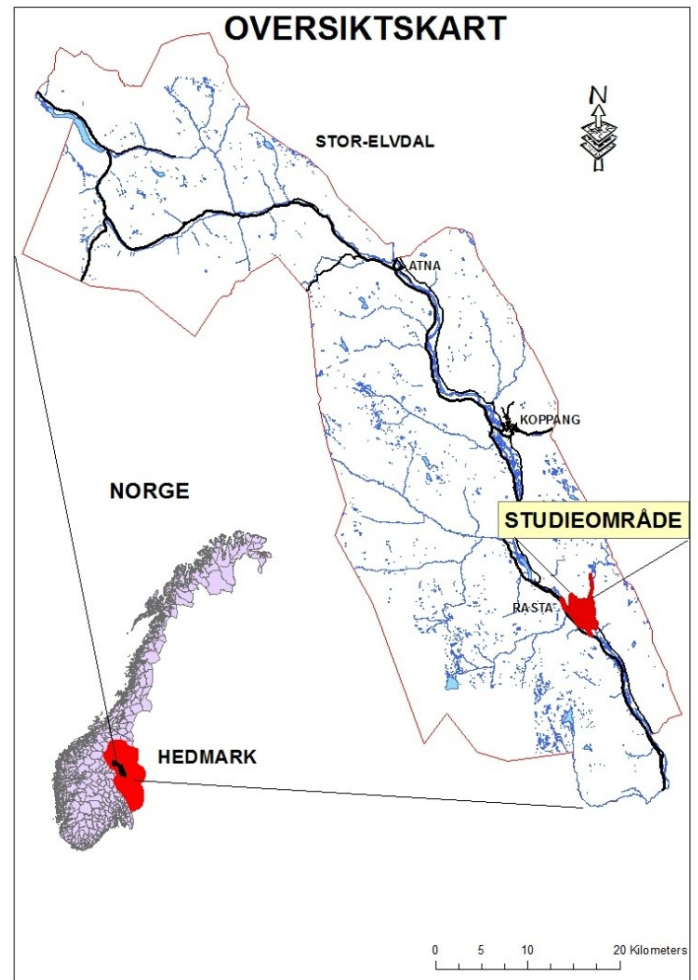 OVERSIKTSKART
N
STOR-ELVDAL
ATNA
KOPPANG
NORGE
STUDIEOMRÅDE
RASTA
HEDMARK
0 5 10 20 Kilometers